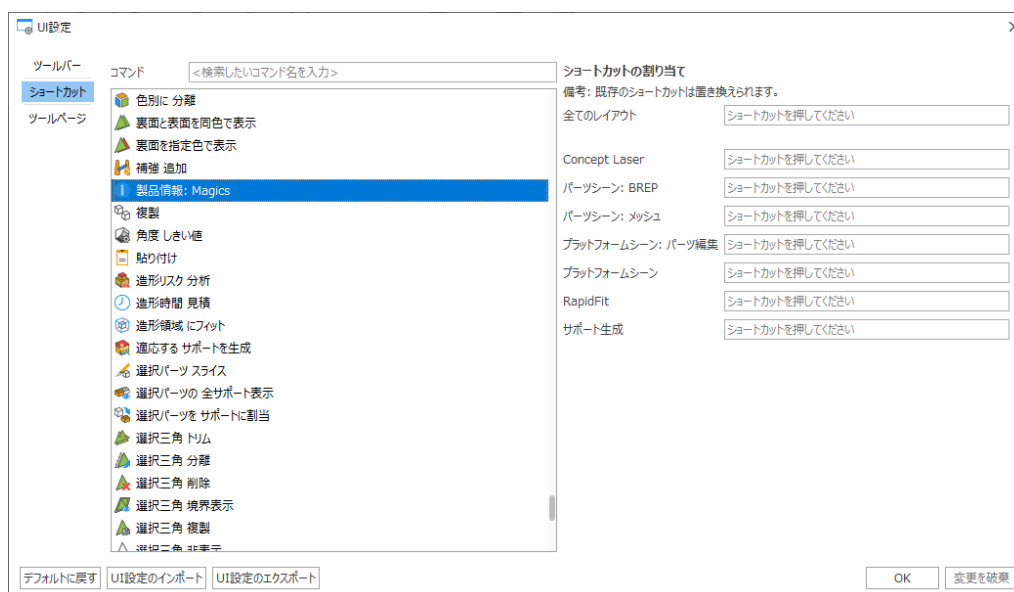 UI設定
ツールバー
ショートカット
ツールページ
コマンド <検索したいコマンド名を入力>
色別に 分離
裏面と表面を同色で表示
裏面を指定色で表示
補強 追加
製品情報: Magics
複製
角度 しきい値
貼り付け
造形リスク 分析
造形時間 見積
造形領域 にフィット
適応する サポートを生成
選択パーツ スライス
選択パーツの 全サポート表示
選択パーツを サポートに割当
選択三角 トリム
選択三角 分離
選択三角 削除
選択三角 境界表示
選択三角 複製
選択三角 非表示
ショートカットの割り当て
備考: 既存のショートカットは置き換えられます。
全てのレイアウト ショートカットを押してください
Concept Laser ショートカットを押してください
パーツシーン: BREP ショートカットを押してください
パーツシーン: メッシュ ショートカットを押してください
プラットフォームシーン: パーツ編集 ショートカットを押してください
プラットフォームシーン ショートカットを押してください
RapidFit ショートカットを押してください
サポート生成 ショートカットを押してください
デフォルトに戻す UI設定のインポート UI設定のエクスポート OK 変更を破棄